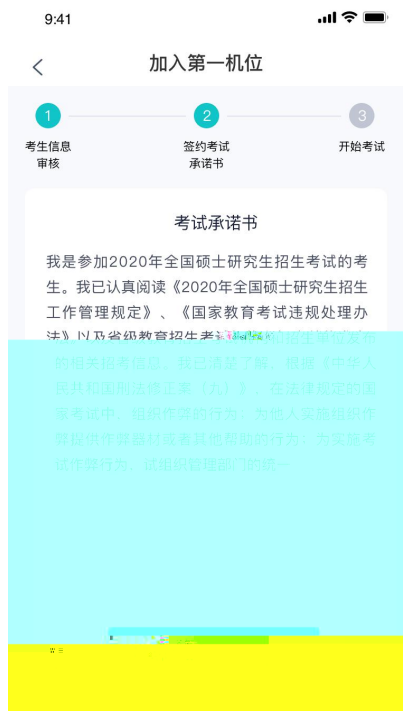 9:41
加入第一机位
1
2
3
考生信息
审核
签约考试
承诺书
开始考试
考试承诺书
我是参加2020年全国硕士研究生招生考试的考
生。我已认真阅读《2020年全国硕士研究生招生
工作管理规定》、《国家教育考试违规处理办
法》以及省级教育招生考 招生单位发布
的相关招考信息。我已清楚了解，根据《中华人
民共和国刑法修正案（九）》，在法律规定的国
家考试中，组织作弊的行为；为他人实施组织作
弊提供作弊器材或者其他帮助的行为；为实施考
试作弊行为，试组织管理部门的统一